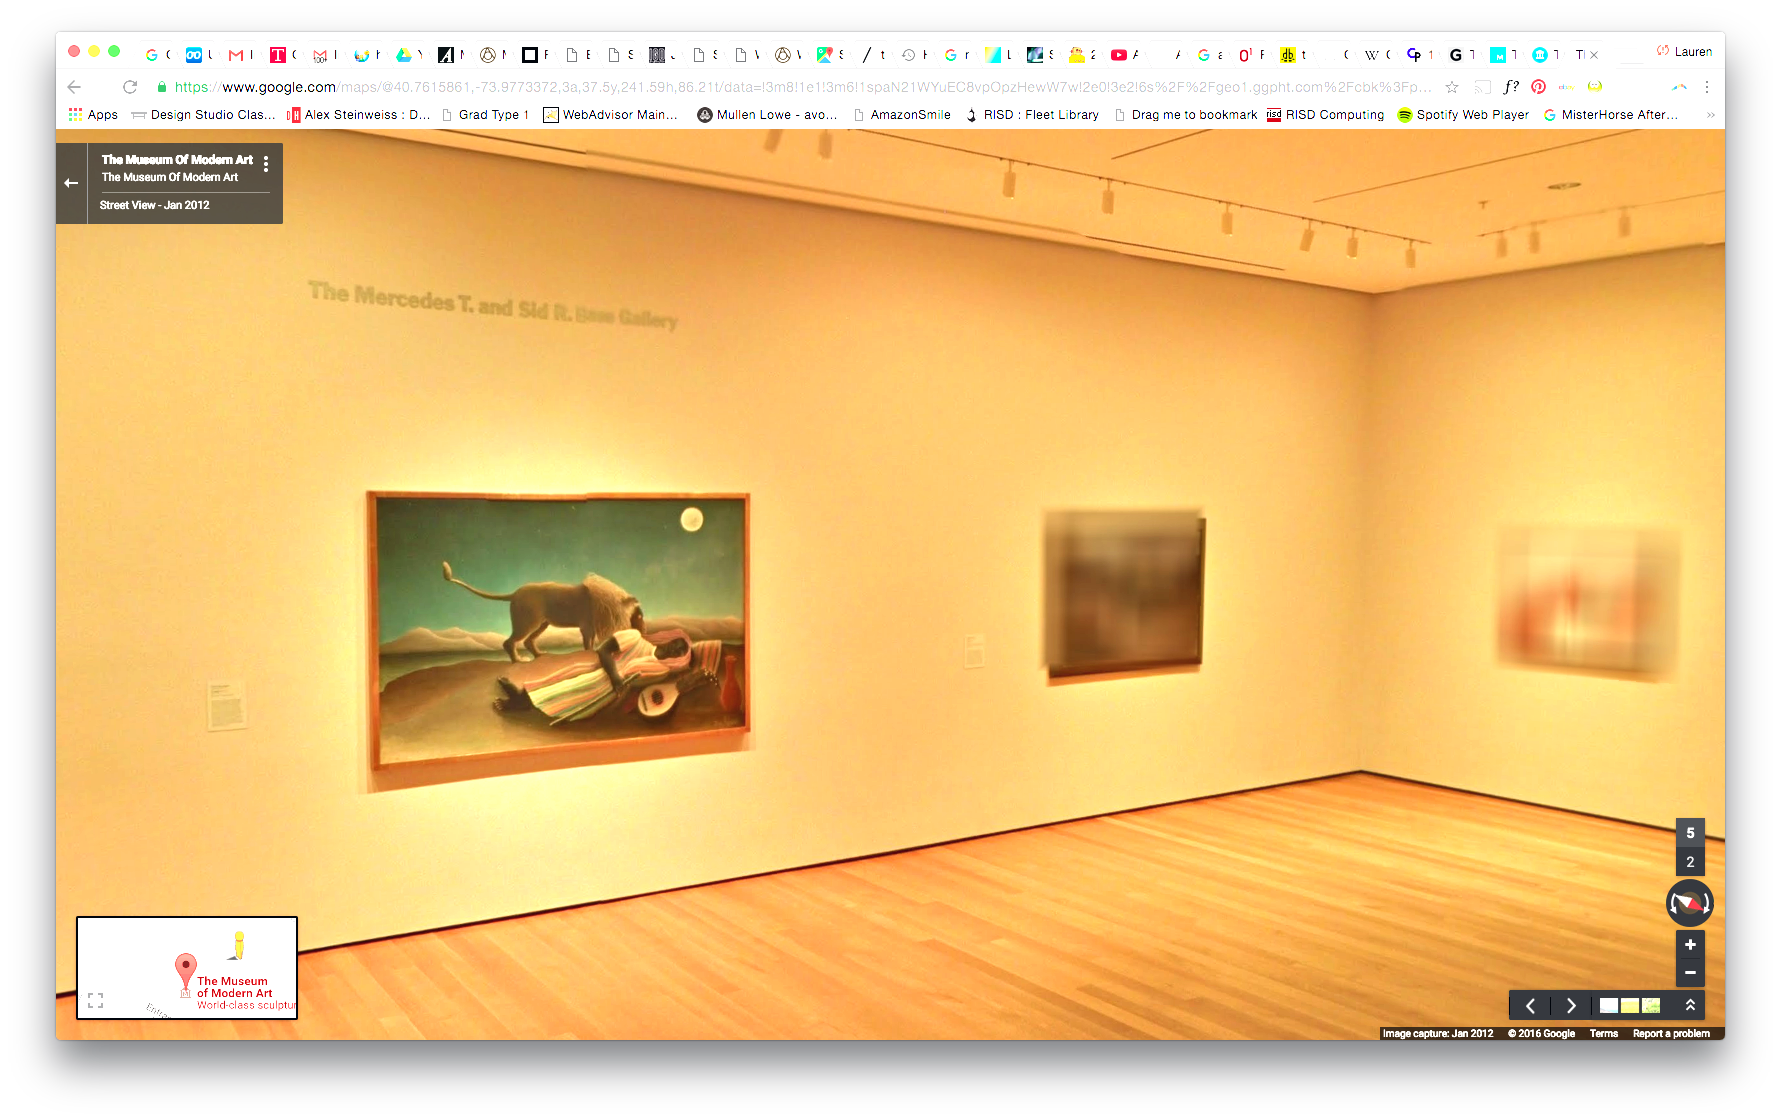 Lauren
https://www.google.com/maps/@40.7615861,-73.9773372,3a,37.5y,241.59h,86.21t/data=!3m8!1e1!3m6!1spaN21WYuEC8vpOpzHewW7w!2e0!3e2!6s%2F%2Fgeo1.ggpht.com%2Fcbk%3Fp...
Apps Design Studio Clas... Alex Steinweiss : D... Grad Type 1 WebAdvisor Main... Mullen Lowe - avo... AmazonSmile RISD : Fleet Library Drag me to bookmark risd RISD Computing Spotify Web Player MisterHorse After... »
The Museum Of Modern Art
The Museum Of Modern Art
Street View - Jan 2012
The Mercedes T. and Sid R. Bass Gallery
5
2
The Museum
of Modern Art
World-class sculptur
Entran
Image capture: Jan 2012 © 2016 Google Terms Report a problem